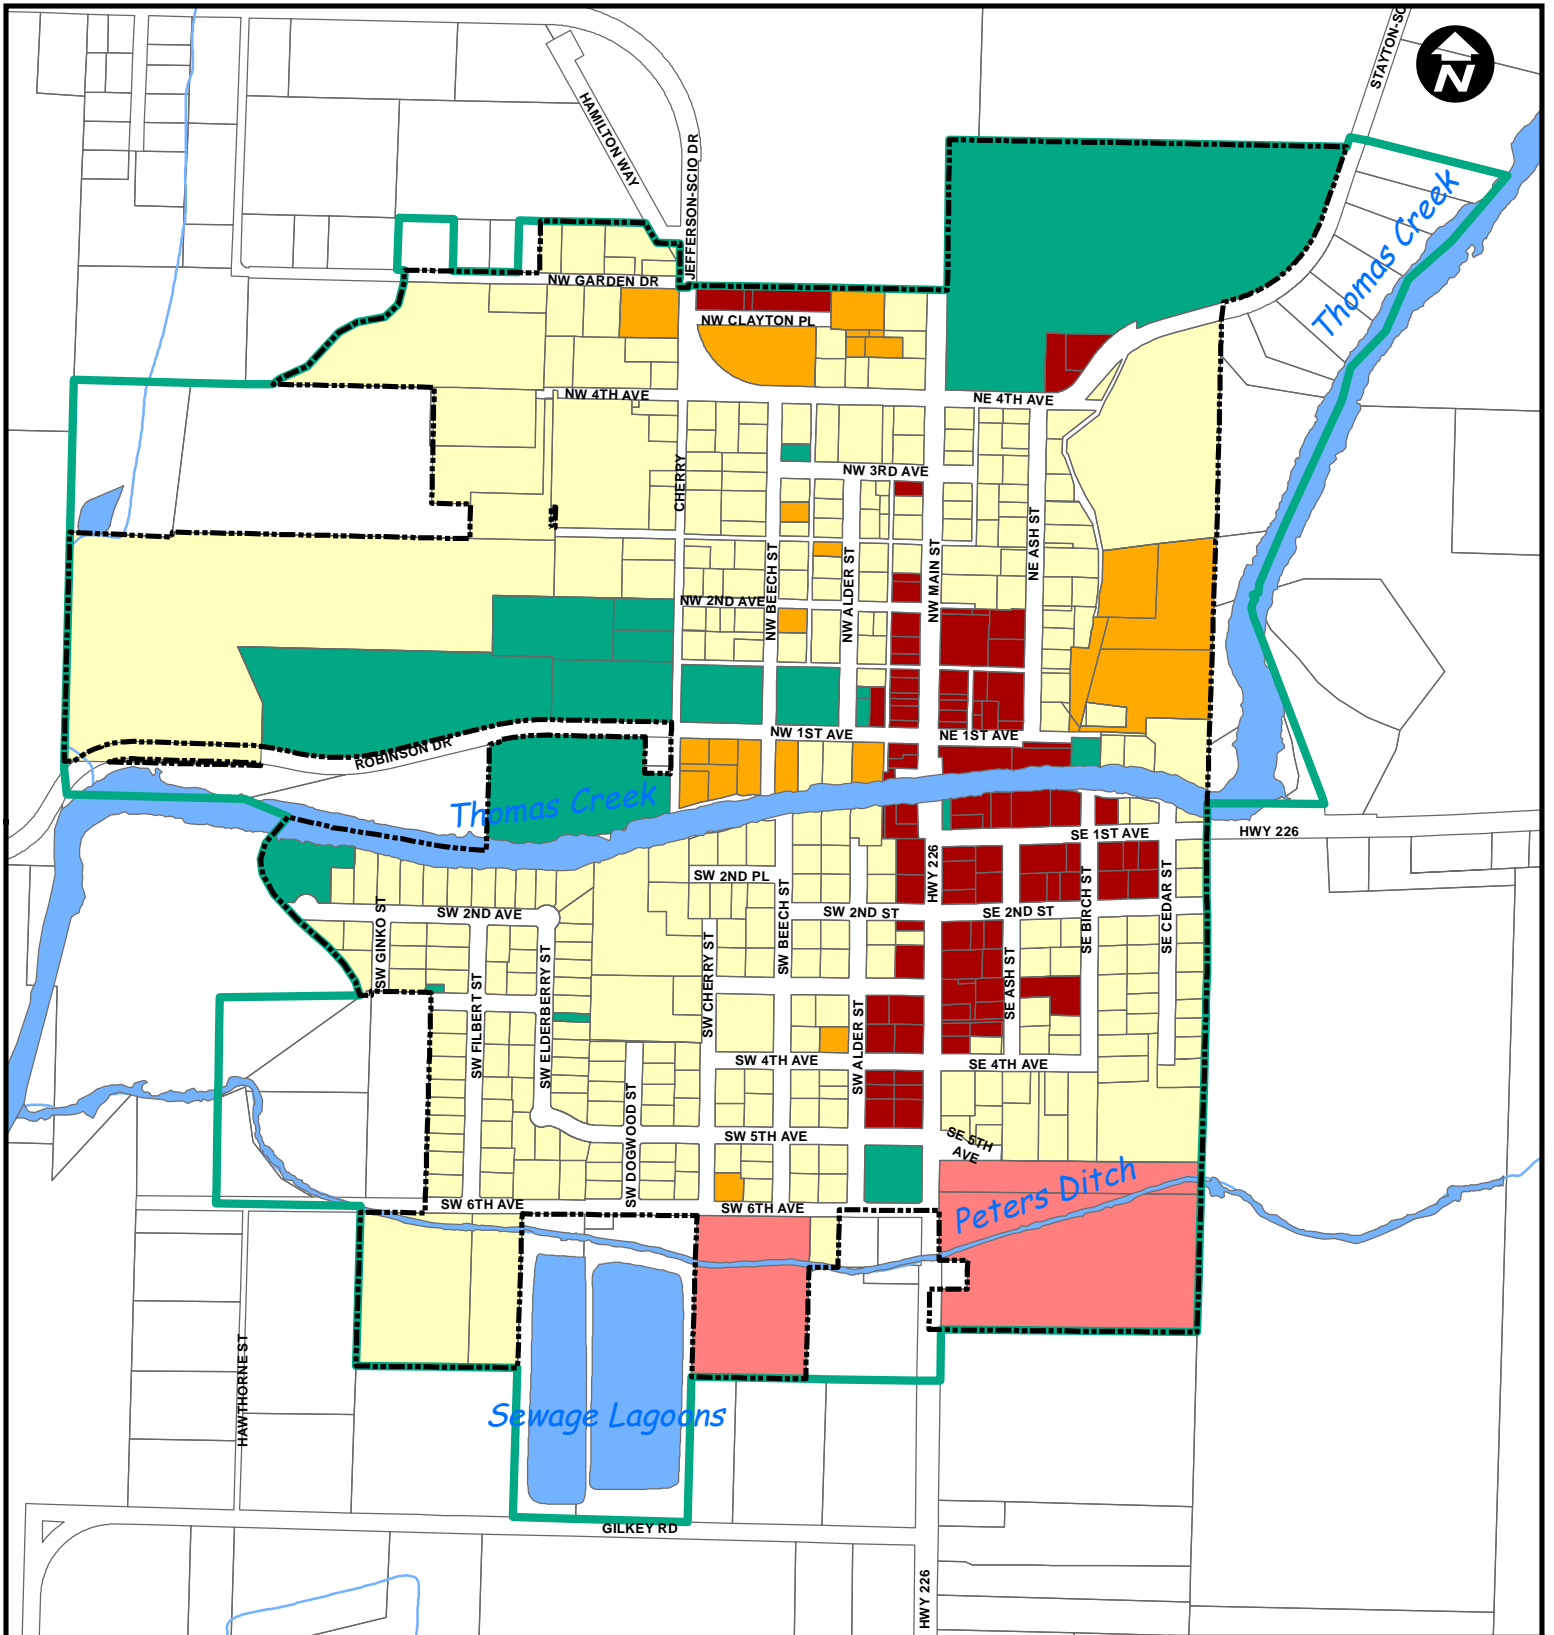 STAYTON-SC
N
HAMILTON WAY
JEFFERSON-SCIO DR
Thomas Creek
NW GARDEN DR
NW CLAYTON PL
NW 4TH AVE
NE 4TH AVE
CHERRY
NW 3RD AVE
NE ASH ST
NW BEECH ST
NW ALDER ST
NW MAIN ST
NW 2ND AVE
NW 1ST AVE
NE 1ST AVE
ROBINSON DR
Thomas Creek
SE 1ST AVE
HWY 226
HWY 226
SW 2ND PL
SW 2ND AVE
SW 2ND ST
SE 2ND ST
SW GINKO ST
SW BEECH ST
SE BIRCH ST
SE CEDAR ST
SW FILBERT ST
SW ELDERBERRY ST
SW CHERRY ST
SE ASH ST
SW ALDER ST
SW 4TH AVE
SE 4TH AVE
SW DOGWOOD ST
SW 5TH AVE
SE 5TH
AVE
Peters Ditch
SW 6TH AVE
SW 6TH AVE
HAWTHORNE ST
Sewage Lagoons
GILKEY RD
HWY 226